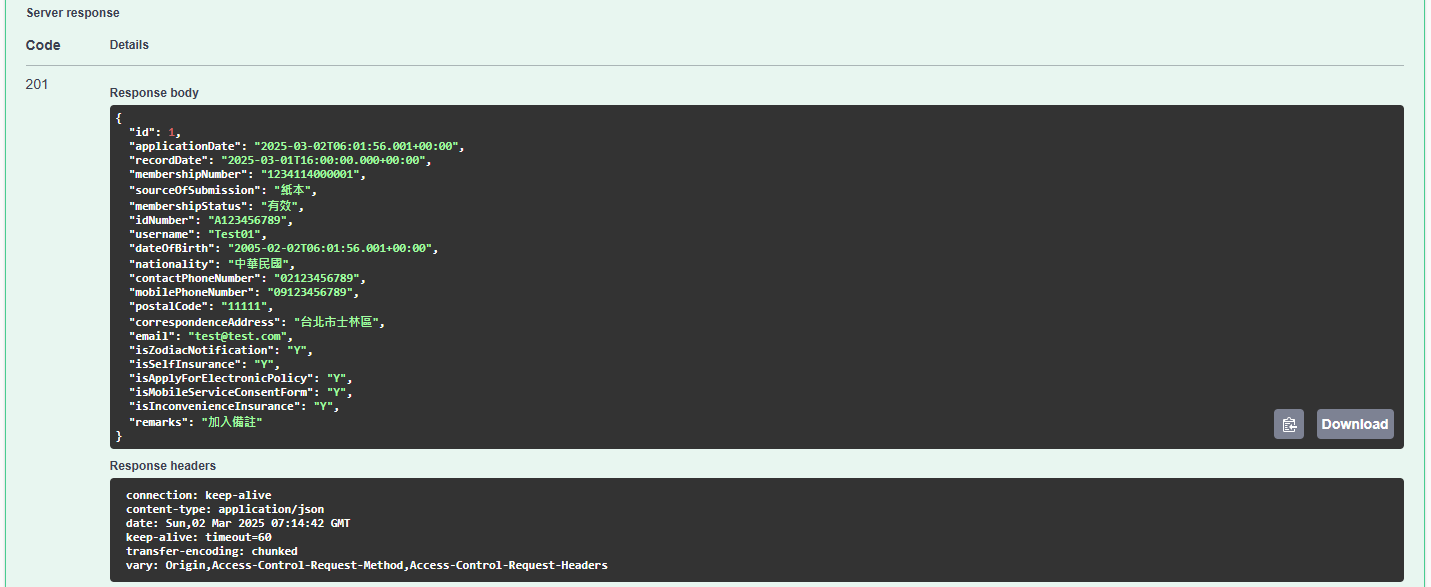 Server response
Code Details
201
Response body
{
"id": 1,
"applicationDate": "2025-03-02T06:01:56.001+00:00",
"recordDate": "2025-03-01T16:00:00.000+00:00",
"membershipNumber": "1234114000001",
"sourceOfSubmission": "紙本",
"membershipStatus": "有效",
"idNumber": "A123456789",
"username": "Test01",
"dateOfBirth": "2005-02-02T06:01:56.001+00:00",
"nationality": "中華民國",
"contactPhoneNumber": "02123456789",
"mobilePhoneNumber": "09123456789",
"postalCode": "11111",
"correspondenceAddress": "台北市士林區",
"email": "test@test.com",
"isZodiacNotification": "Y",
"isSelfInsurance": "Y",
"isApplyForElectronicPolicy": "Y",
"isMobileServiceConsentForm": "Y",
"isInconvenienceInsurance": "Y",
"remarks": "加入備註"
}
Download
Response headers
connection: keep-alive
content-type: application/json
date: Sun,02 Mar 2025 07:14:42 GMT
keep-alive: timeout=60
transfer-encoding: chunked
vary: Origin,Access-Control-Request-Method,Access-Control-Request-Headers